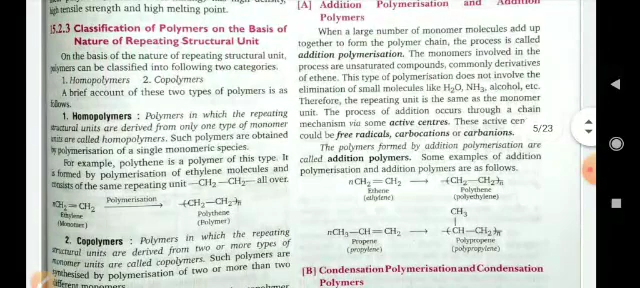 high tensile strength and high melting point.
15.2.3 Classification of Polymers on the Basis of
Nature of Repeating Structural Unit
On the basis of the nature of repeating structural unit,
polymers can be classified into following two categories.
1. Homopolymers 2. Copolymers
A brief account of these two types of polymers is as
follows.
1. Homopolymers : Polymers in which the repeating
structural units are derived from only one type of monomer
units are called homopolymers. Such polymers are obtained
by polymerisation of a single monomeric species.
For example, polythene is a polymer of this type. It
is formed by polymerisation of ethylene molecules and
consists of the same repeating unit —CH₂—CH₂— all over.
Polymerisation
nCH₂=CH₂ ⟶ –(CH₂–CH₂)–n
Ethylene Polythene
(Monomer) (Polymer)
2. Copolymers : Polymers in which the repeating
structural units are derived from two or more types of
monomer units are called copolymers. Such polymers are
synthesised by polymerisation of two or more than two
different monomers
[A] Addition Polymerisation and Addition
Polymers
When a large number of monomer molecules add up
together to form the polymer chain, the process is called
addition polymerisation. The monomers involved in the
process are unsaturated compounds, commonly derivatives
of ethene. This type of polymerisation does not involve the
elimination of small molecules like H₂O, NH₃, alcohol, etc.
Therefore, the repeating unit is the same as the monomer
unit. The process of addition occurs through a chain
mechanism via some active centres. These active cen
could be free radicals, carbocations or carbanions.
5/23
The polymers formed by addition polymerisation are
called addition polymers. Some examples of addition
polymerisation and addition polymers are as follows.
nCH₂=CH₂ ⟶ –(CH₂–CH₂)–n
Ethene Polythene
(ethylene) (polyethylene)
CH₃
|
nCH₃–CH=CH₂ ⟶ –(CH–CH₂)–n
Propene Polypropene
(propylene) (polypropylene)
[B] Condensation Polymerisation and Condensation
Polymers